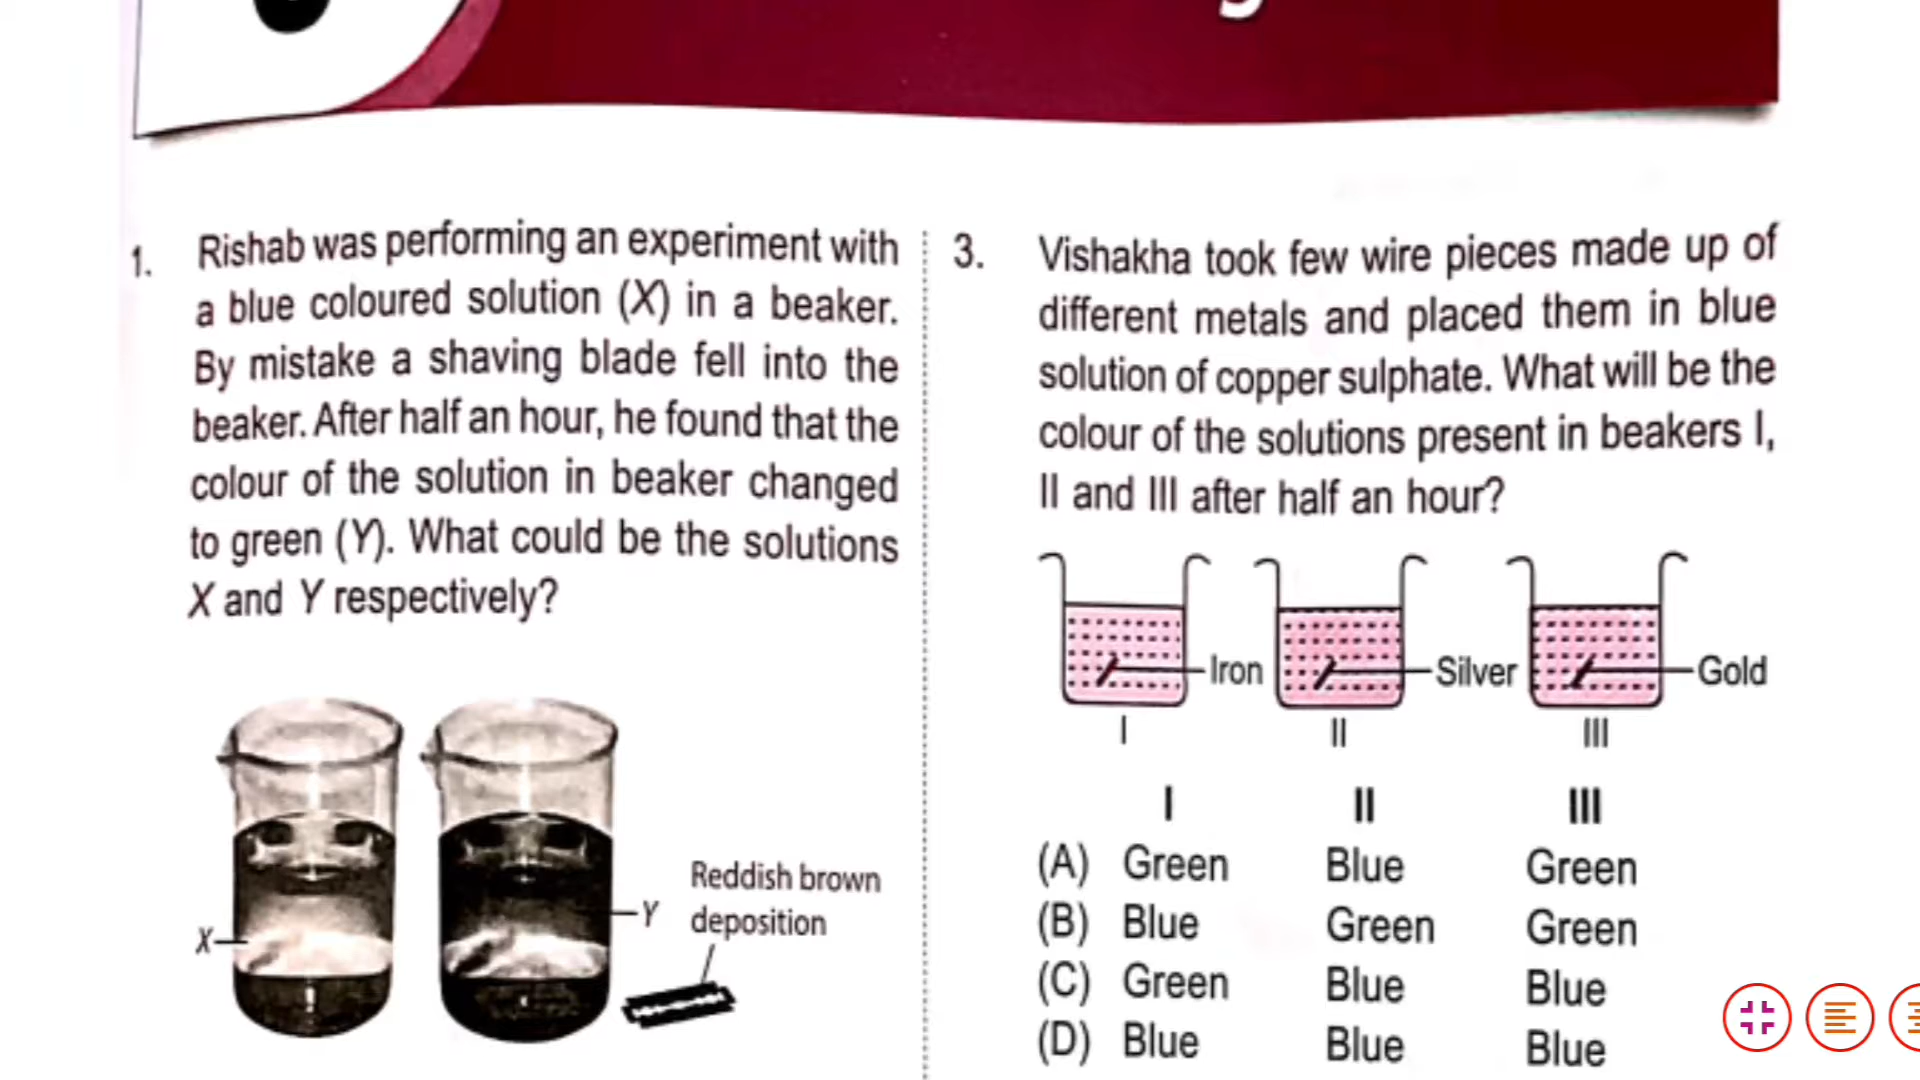 1. Rishab was performing an experiment with
a blue coloured solution (X) in a beaker.
By mistake a shaving blade fell into the
beaker. After half an hour, he found that the
colour of the solution in beaker changed
to green (Y). What could be the solutions
X and Y respectively?
X
Y
Reddish brown
deposition
3. Vishakha took few wire pieces made up of
different metals and placed them in blue
solution of copper sulphate. What will be the
colour of the solutions present in beakers I,
II and III after half an hour?
Iron Silver Gold
I II III
I II III
(A) Green Blue Green
(B) Blue Green Green
(C) Green Blue Blue
(D) Blue Blue Blue